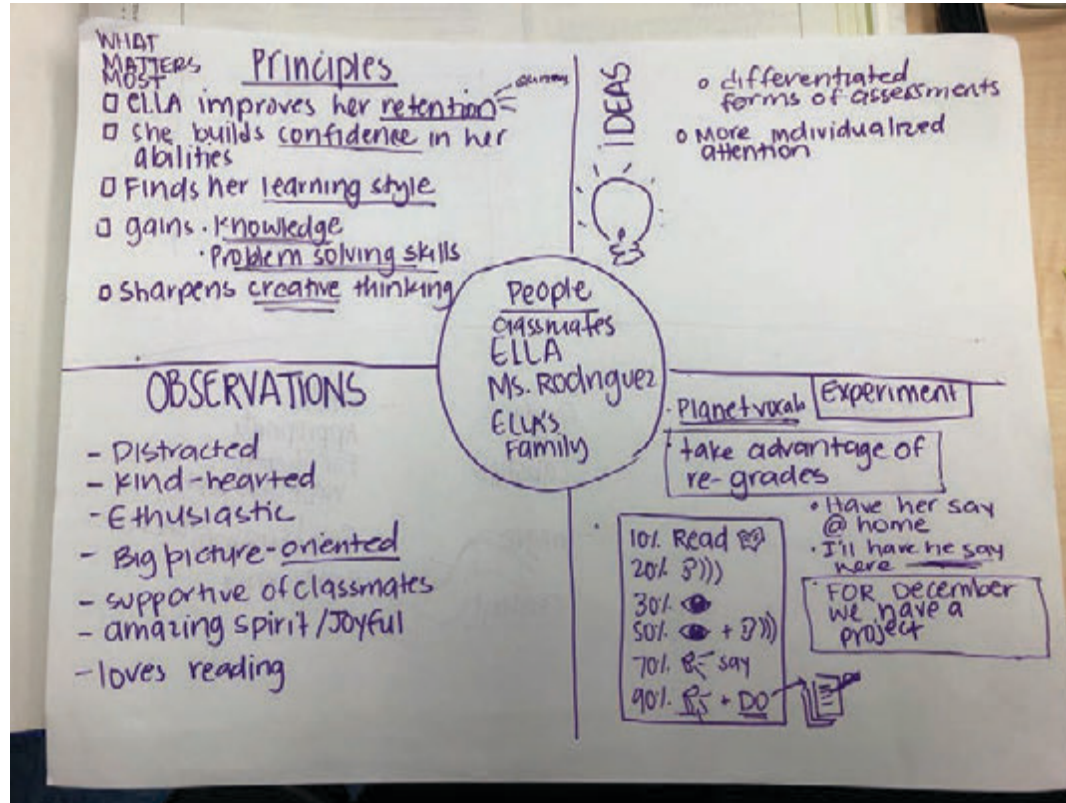 WHAT
MATTERS
MOST
Principles
ELLA improves her retention
She builds confidence in her
abilities
Finds her learning style
gains · Knowledge
· Problem solving skills
Sharpens creative thinking
IDEAS
differentiated
forms of assessments
More individualized
attention
People
Classmates
ELLA
Ms. Rodriguez
Ella's
Family
OBSERVATIONS
- Distracted
- Kind-hearted
- Ethusiastic
- Big picture-oriented
- supportive of classmates
- amazing spirit/Joyful
- loves reading
Experiment
· Planet vocab
take advantage of
re-grades
• Have her say
@ home
• I'll have he say
here
· FOR December
we have a
project
10% Read
20%
30%
50% +
70% say
90% + DO